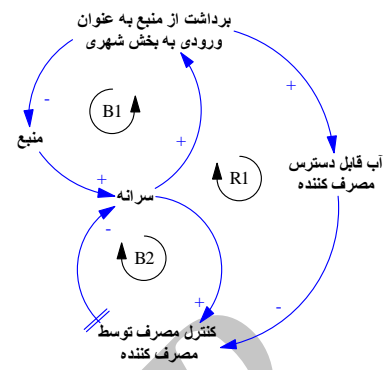 برداشت از منبع به عنوان
ورودی به بخش شهری
-
+
B1
منبع
+
آب قابل دسترس
مصرف کننده
+
R1
سرانه
-
B2
+
-
کنترل مصرف توسط
مصرف کننده